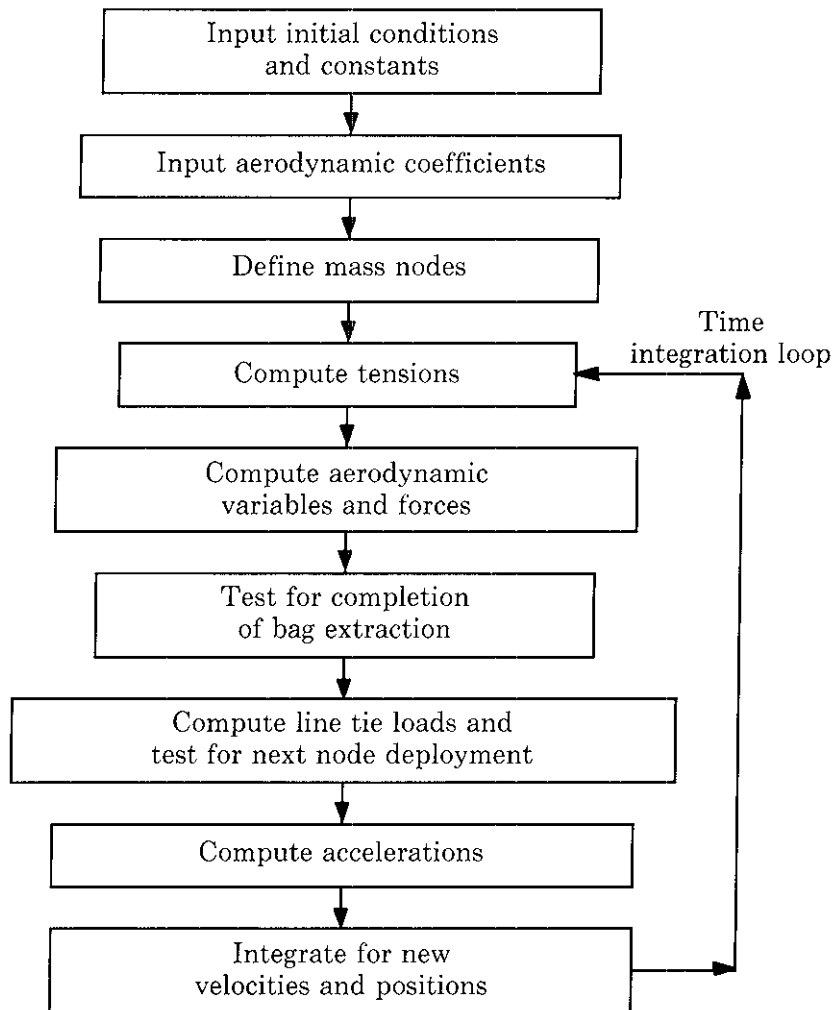 Input initial conditions
and constants
Input aerodynamic coefficients
Define mass nodes
Time
integration loop
Compute tensions
Compute aerodynamic
variables and forces
Test for completion
of bag extraction
Compute line tie loads and
test for next node deployment
Compute accelerations
Integrate for new
velocities and positions